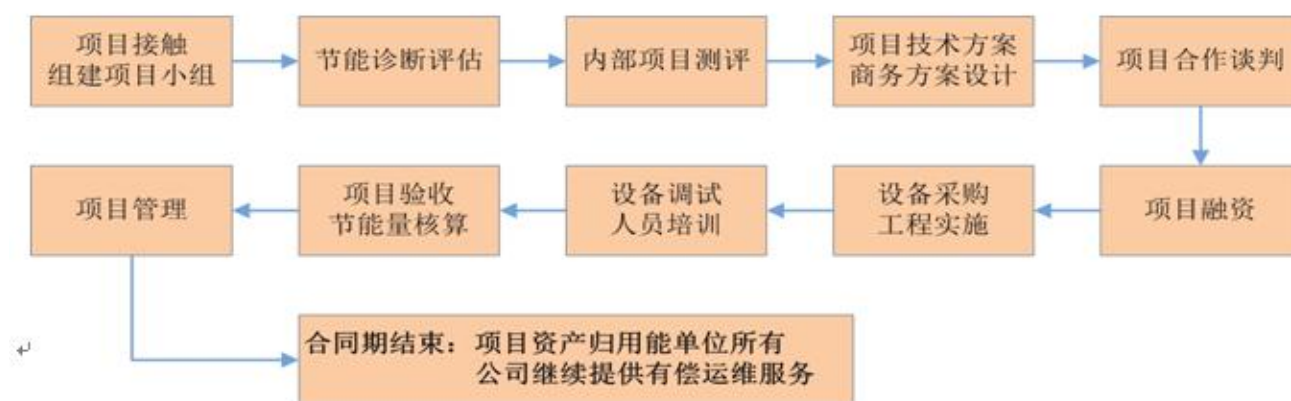 项目接触
组建项目小组
节能诊断评估
内部项目测评
项目技术方案
商务方案设计
项目合作谈判
项目融资
设备采购
工程实施
设备调试
人员培训
项目验收
节能量核算
项目管理
合同期结束：项目资产归用能单位所有
公司继续提供有偿运维服务